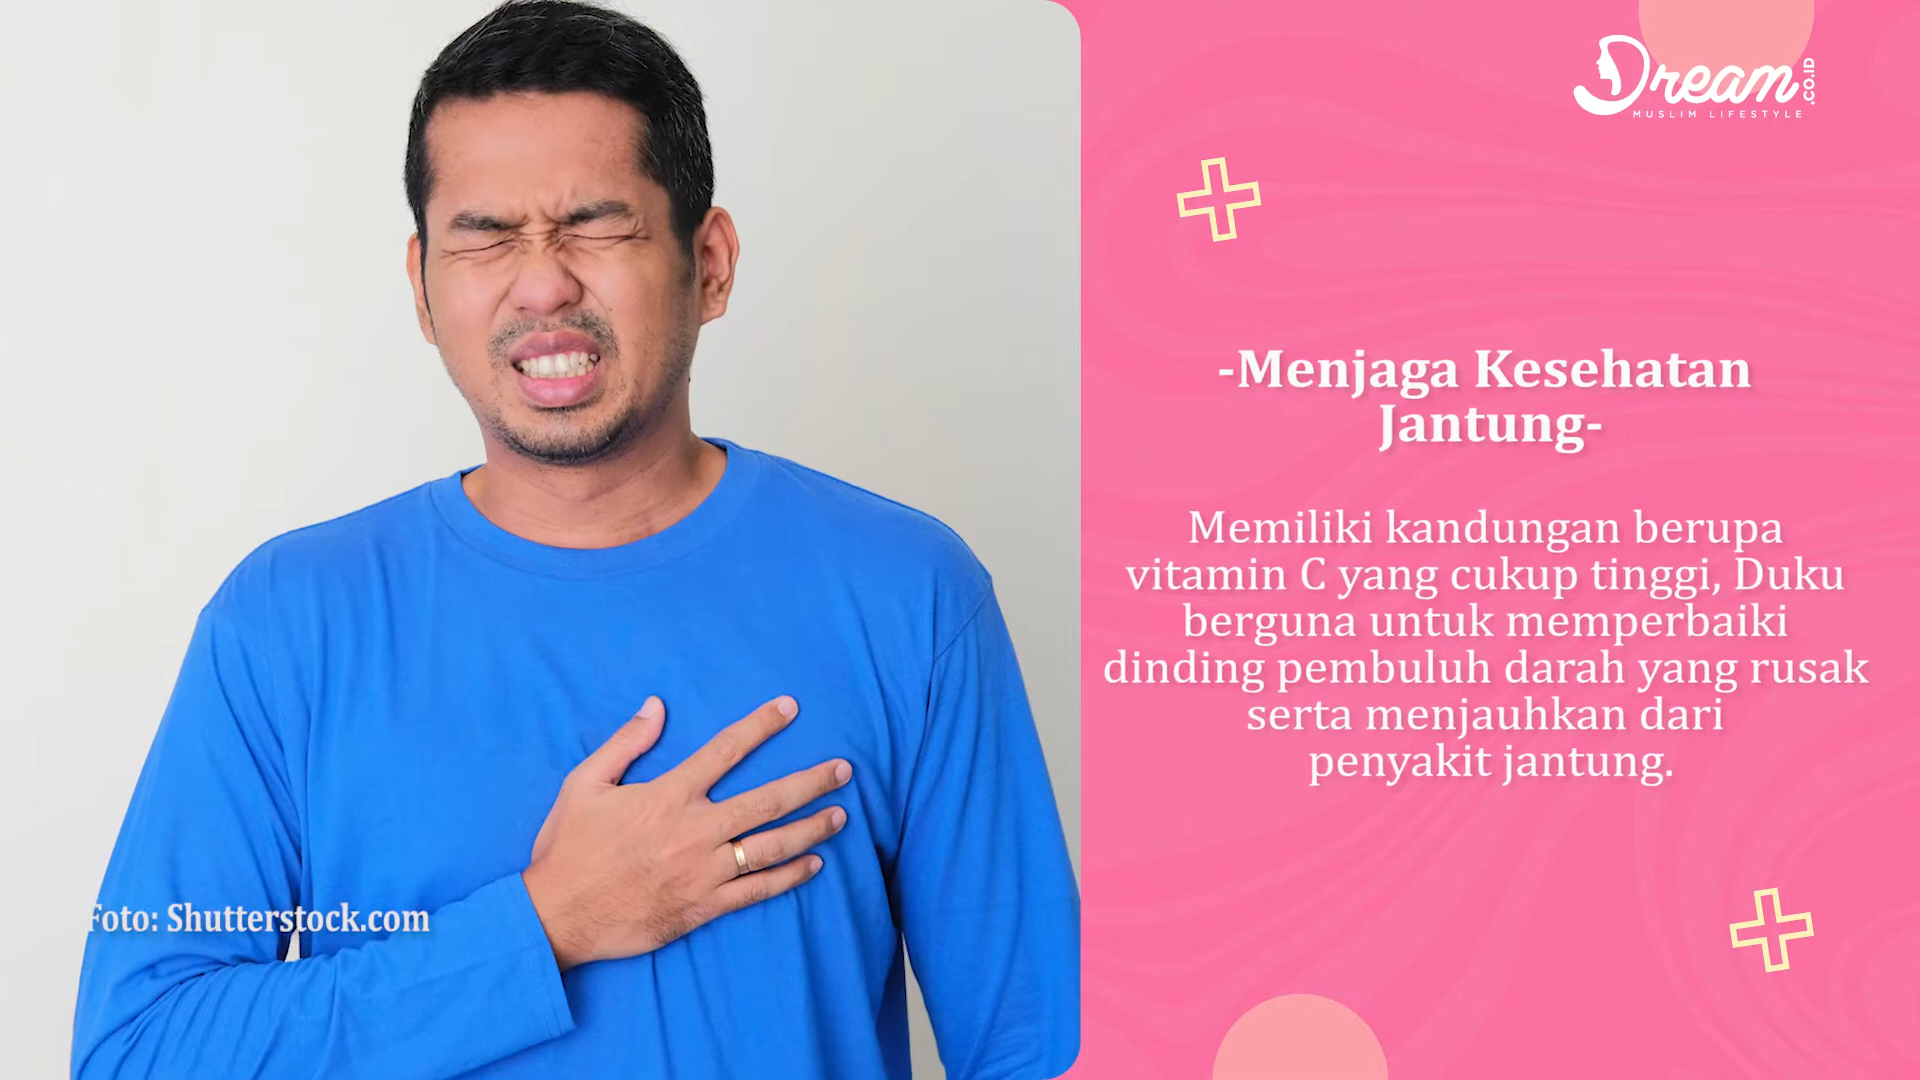 Dream
.CO.ID
MUSLIM LIFESTYLE
-Menjaga Kesehatan
Jantung-
Memiliki kandungan berupa
vitamin C yang cukup tinggi, Duku
berguna untuk memperbaiki
dinding pembuluh darah yang rusak
serta menjauhkan dari
penyakit jantung.
Foto: Shutterstock.com